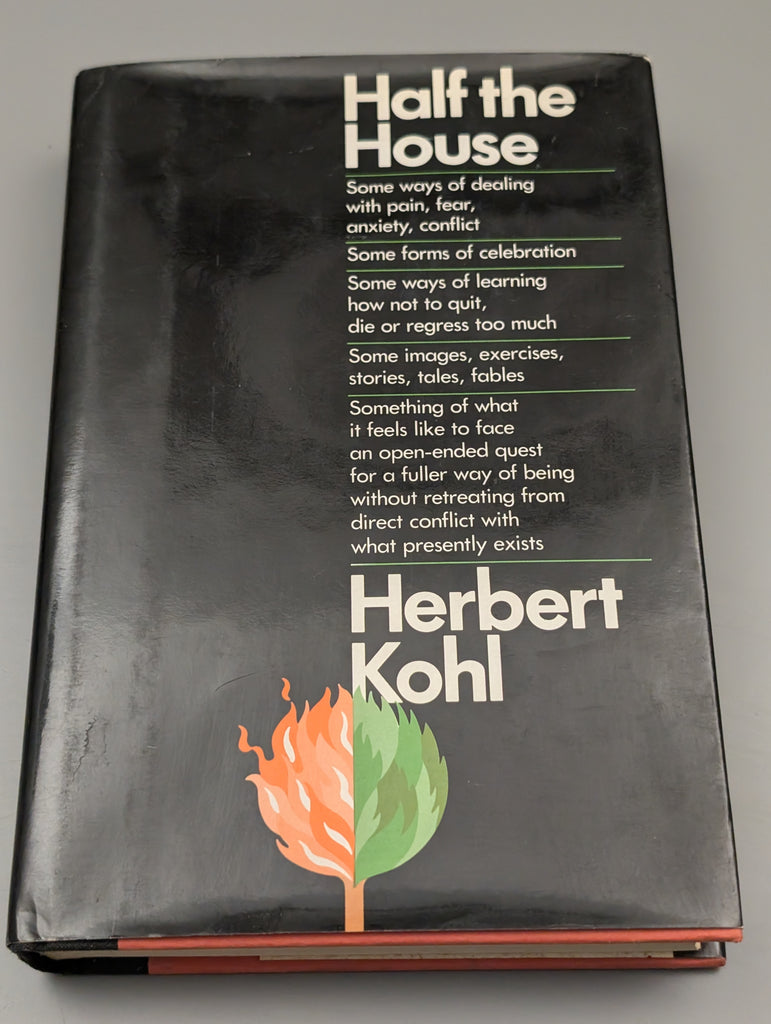 Half the
House
Some ways of dealing
with pain, fear,
anxiety, conflict
Some forms of celebration
Some ways of learning
how not to quit,
die or regress too much
Some images, exercises,
stories, tales, fables
Something of what
it feels like to face
an open-ended quest
for a fuller way of being
without retreating from
direct conflict with
what presently exists
Herbert
Kohl